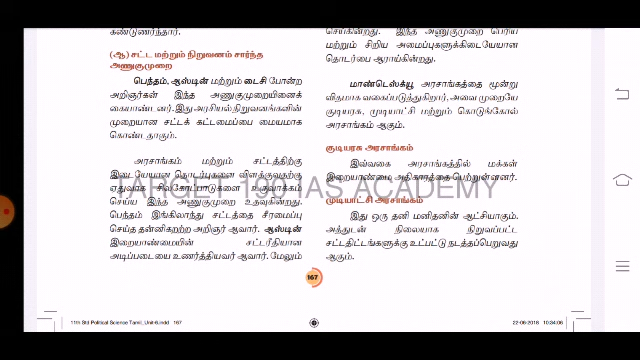 கண்டுணர்ந்தார்.
(ஆ) சட்ட மற்றும் நிறுவனம் சார்ந்த
அணுகுமுறை
பெந்தம், ஆஸ்டின் மற்றும் டைசி போன்ற
அறிஞர்கள் இந்த அணுகுமுறையினைக்
கையாண்டனர். இது அரசியல் நிறுவனங்களின்
முறையான சட்டக் கட்டமைப்பை மையமாக
கொண்டதாகும்.
அரசாங்கம் மற்றும் சட்டத்திற்கு
இடையேயான தொடர்புகளை விளக்குவதற்கு
ஏதுவாக சில கோட்பாடுகளை உருவாக்கம்
செய்ய இந்த அணுகுமுறை உதவுகின்றது.
பெந்தம் இங்கிலாந்து சட்டத்தை சீரமைப்பு
செய்த தன்னிகரற்ற அறிஞர் ஆவார். ஆஸ்டின்
இறையாண்மையின் சட்டரீதியான
அடிப்படையை உணர்த்தியவர் ஆவார். மேலும்
செய்கின்றது. இந்த அணுகுமுறை பெரிய
மற்றும் சிறிய அமைப்புகளுக்கிடையேயான
தொடர்பை ஆராய்கின்றது.
மாண்டெஸ்க்யூ அரசாங்கத்தை மூன்று
விதமாக வகைப்படுத்துகிறார், அவை முறையே
குடியரசு, முடியாட்சி மற்றும் கொடுங்கோல்
அரசாங்கம் ஆகும்.
குடியரசு அரசாங்கம்
இவ்வகை அரசாங்கத்தில் மக்கள்
இறையாண்மை அதிகாரத்தை பெற்றுள்ளனர்.
முடியாட்சி அரசாங்கம்
இது ஒரு தனி மனிதனின் ஆட்சியாகும்.
அத்துடன் நிலையாக நிறுவப்பட்ட
சட்டதிட்டங்களுக்கு உட்பட்டு நடத்தப்பெறுவது
ஆகும்.
TARGET 190 IAS ACADEMY
167
11th Std Political Science Tamil_Unit-6.indd 167
22-06-2018 10:34:06